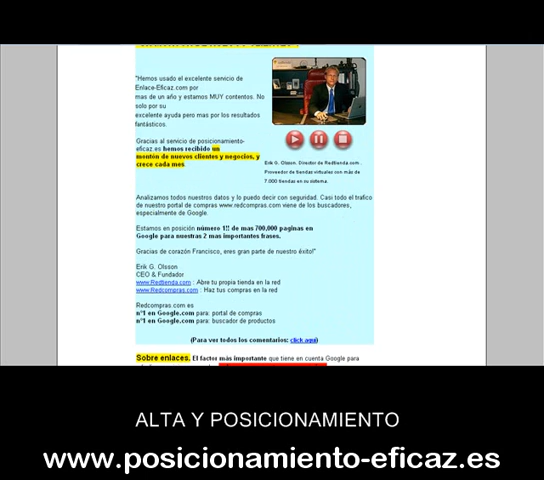 "Hemos usado el excelente servicio de
Enlace-Eficaz.com por
mas de un año y estamos MUY contentos. No
solo por su
excelente ayuda pero mas por los resultados
fantásticos.
Gracias al servicio de posicionamiento-
eficaz.es hemos recibido un
montón de nuevos clientes y negocios, y
crece cada mes.
Erik G. Olsson. Director de Redtienda.com .
Proveedor de tiendas virtuales con más de
7.000 tiendas en su sistema.
Analizamos todos nuestros datos y lo puedo decir con seguridad. Casi todo el trafico
de nuestro portal de compras www.redcompras.com viene de los buscadores,
especialmente de Google.
Estamos en posición número 1!! de mas 700,000 paginas en
Google para nuestras 2 mas importantes frases.
Gracias de corazón Francisco, eres gran parte de nuestro éxito!"
Erik G. Olsson
CEO & Fundador
www.Redtienda.com : Abre tu propia tienda en la red
www.Redcompras.com : Haz tus compras en la red
Redcompras.com es
nº1 en Google.com para: portal de compras
nº1 en Google.com para: buscador de productos
(Para ver todos los comentarios: click aquí)
Sobre enlaces. El factor más importante que tiene en cuenta Google para
ALTA Y POSICIONAMIENTO
www.posicionamiento-eficaz.es